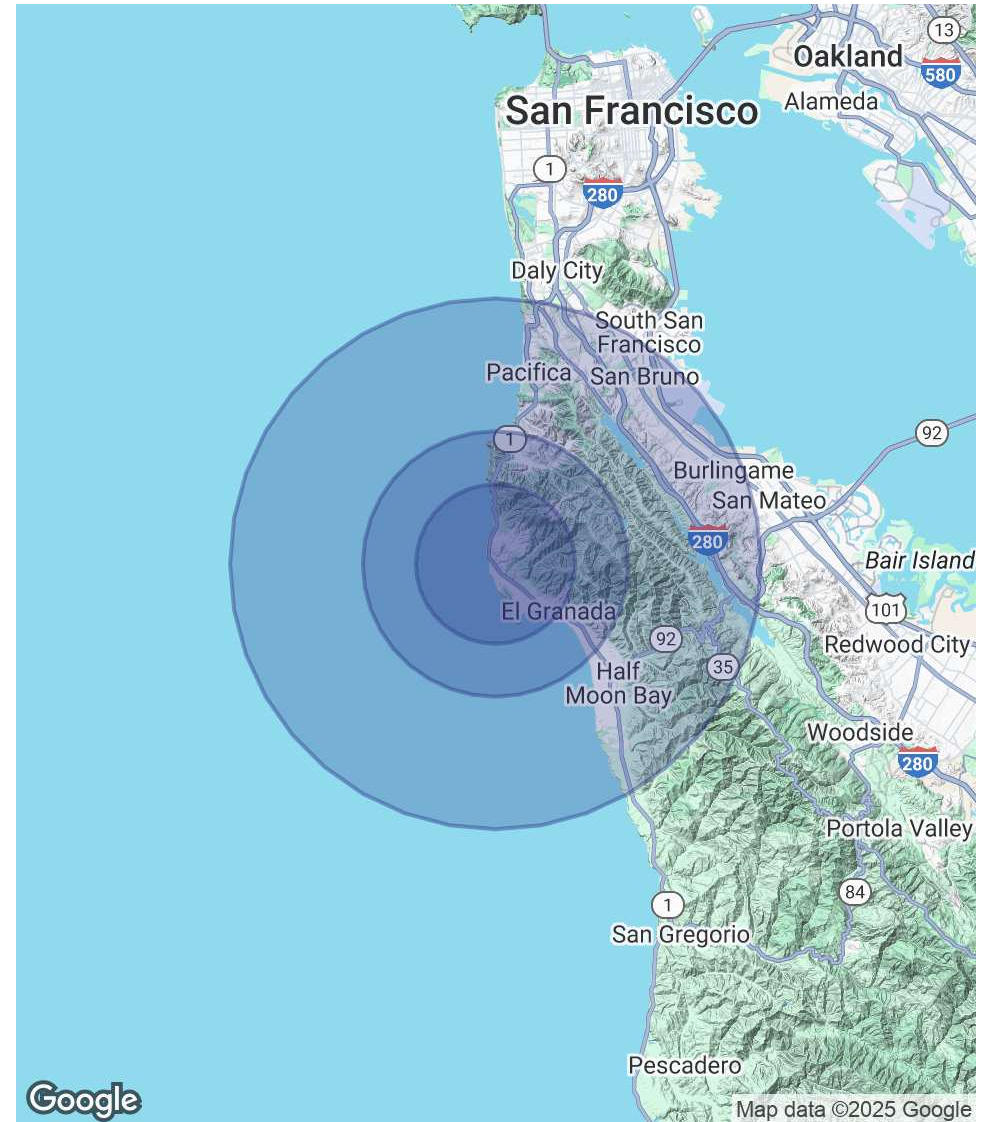 13
Oakland
580
San Francisco
Alameda
1
280
Daly City
South San
Francisco
Pacifica
San Bruno
1
92
Burlingame
San Mateo
280
Bair Island
El Granada
101
92
Redwood City
35
Half
Moon Bay
Woodside
280
Portola Valley
84
1
San Gregorio
Pescadero
Google
Map data ©2025 Google